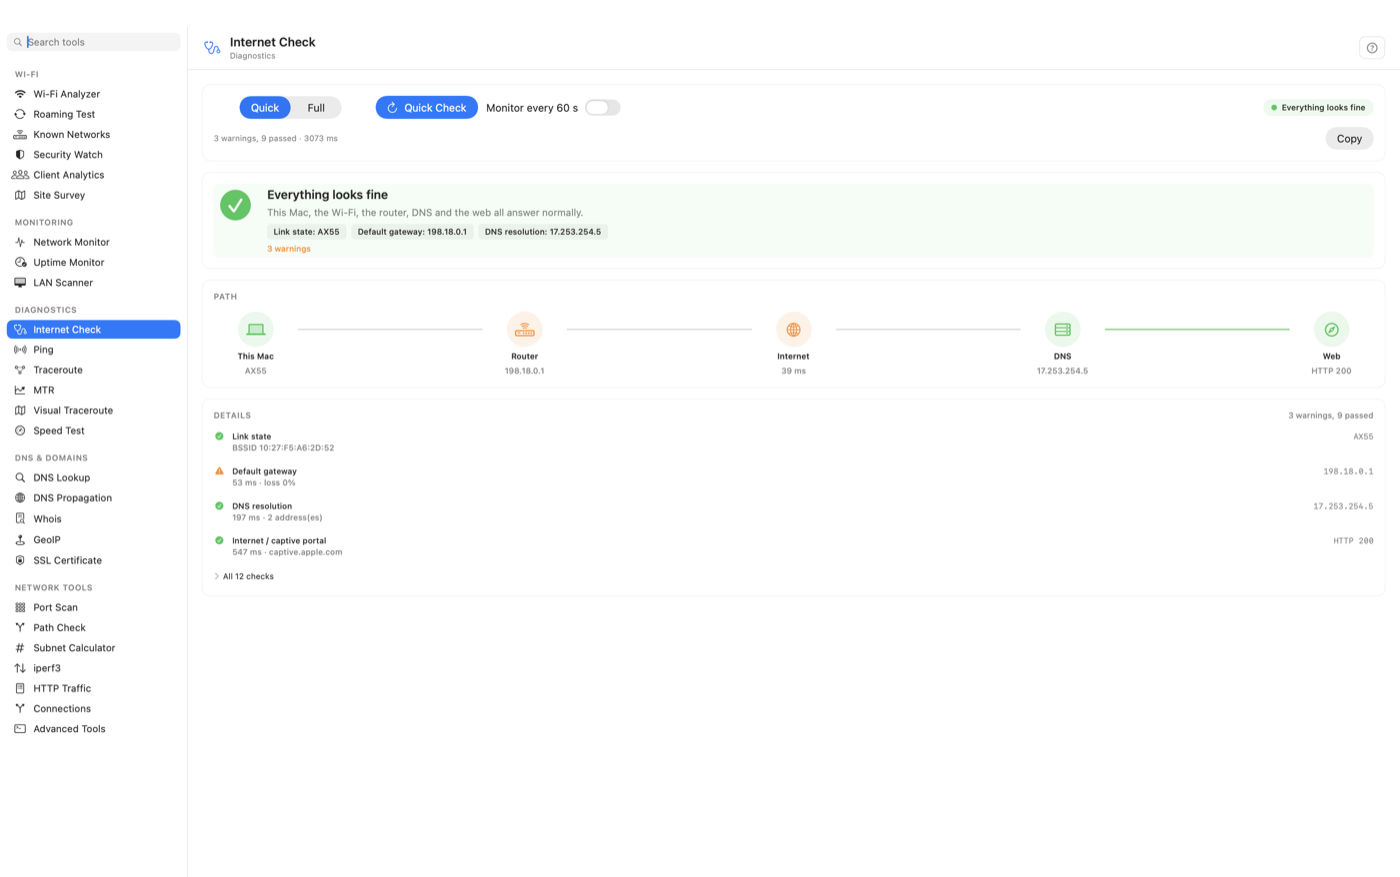 Search tools
WI-FI
Wi-Fi Analyzer
Roaming Test
Known Networks
Security Watch
Client Analytics
Site Survey
MONITORING
Network Monitor
Uptime Monitor
LAN Scanner
DIAGNOSTICS
Internet Check
Ping
Traceroute
MTR
Visual Traceroute
Speed Test
DNS & DOMAINS
DNS Lookup
DNS Propagation
Whois
GeoIP
SSL Certificate
NETWORK TOOLS
Port Scan
Path Check
Subnet Calculator
iperf3
HTTP Traffic
Connections
Advanced Tools
Internet Check
Diagnostics
Quick Full Quick Check Monitor every 60 s Everything looks fine
3 warnings, 9 passed · 3073 ms Copy
Everything looks fine
This Mac, the Wi-Fi, the router, DNS and the web all answer normally.
Link state: AX55 Default gateway: 198.18.0.1 DNS resolution: 17.253.254.5
3 warnings
PATH
This Mac Router Internet DNS Web
AX55 198.18.0.1 39 ms 17.253.254.5 HTTP 200
DETAILS 3 warnings, 9 passed
Link state AX55
BSSID 10:27:F5:A6:2D:52
Default gateway 198.18.0.1
53 ms · loss 0%
DNS resolution 17.253.254.5
197 ms · 2 address(es)
Internet / captive portal HTTP 200
547 ms · captive.apple.com
All 12 checks